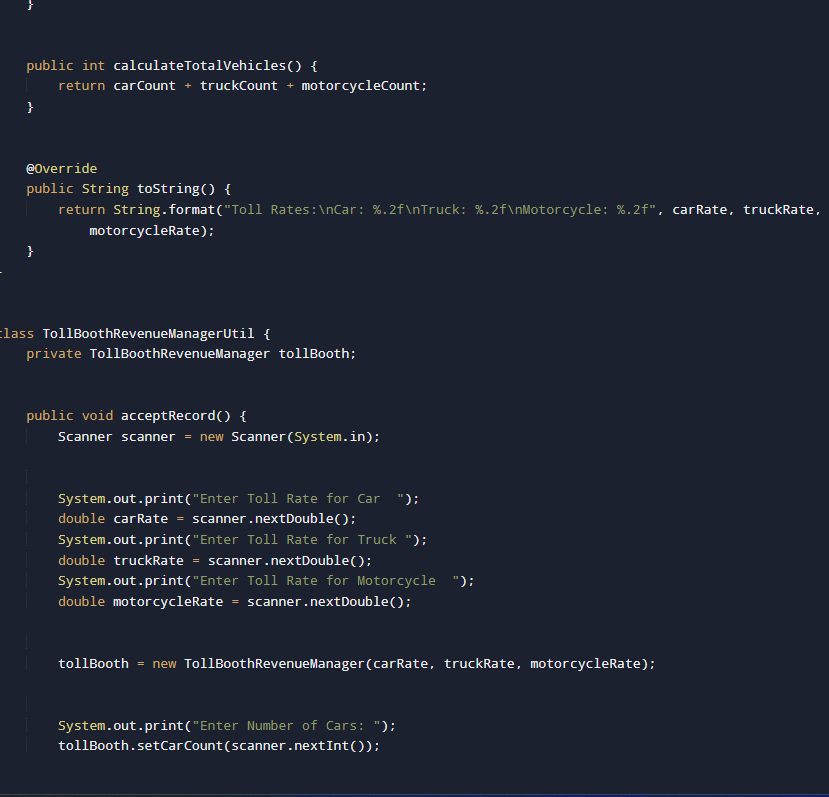 }
public int calculateTotalVehicles() {
return carCount + truckCount + motorcycleCount;
}
@Override
public String toString() {
return String.format("Toll Rates:\nCar: %.2f\nTruck: %.2f\nMotorcycle: %.2f", carRate, truckRate,
motorcycleRate);
}
class TollBoothRevenueManagerUtil {
private TollBoothRevenueManager tollBooth;
public void acceptRecord() {
Scanner scanner = new Scanner(System.in);
System.out.print("Enter Toll Rate for Car  ");
double carRate = scanner.nextDouble();
System.out.print("Enter Toll Rate for Truck ");
double truckRate = scanner.nextDouble();
System.out.print("Enter Toll Rate for Motorcycle  ");
double motorcycleRate = scanner.nextDouble();
tollBooth = new TollBoothRevenueManager(carRate, truckRate, motorcycleRate);
System.out.print("Enter Number of Cars: ");
tollBooth.setCarCount(scanner.nextInt());